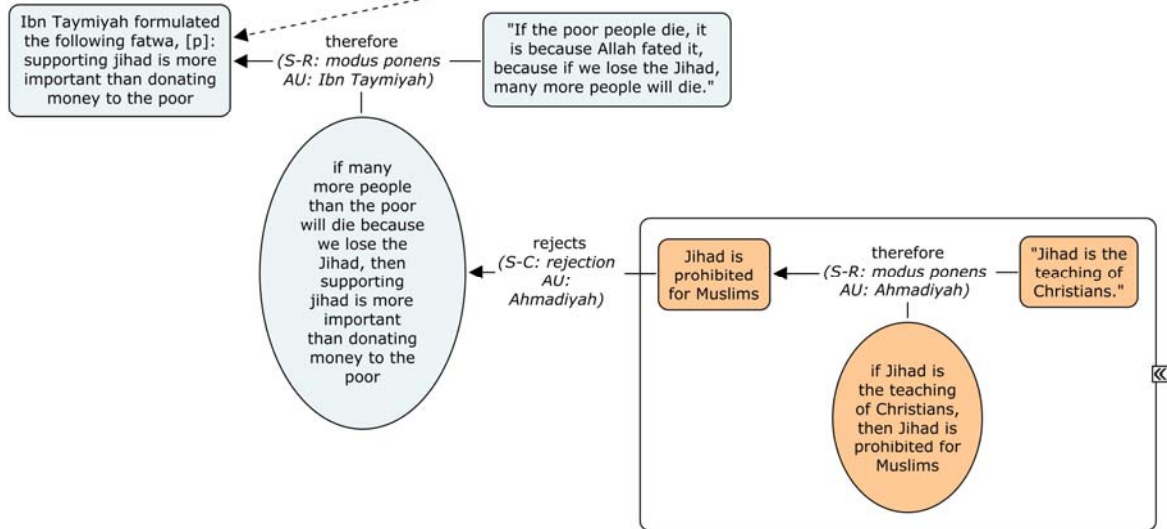 Ibn Taymiyah formulated
the following fatwa, [p]:
supporting jihad is more
important than donating
money to the poor
therefore
(S-R: modus ponens
AU: Ibn Taymiyah)
"If the poor people die, it
is because Allah fated it,
because if we lose the Jihad,
many more people will die."
if many
more people
than the poor
will die because
we lose the
Jihad, then
supporting
jihad is more
important
than donating
money to the
poor
rejects
(S-C: rejection
AU:
Ahmadiyah)
Jihad is
prohibited
for Muslims
therefore
(S-R: modus ponens
AU: Ahmadiyah)
"Jihad is the
teaching of
Christians."
if Jihad is
the teaching
of Christians,
then Jihad is
prohibited for
Muslims